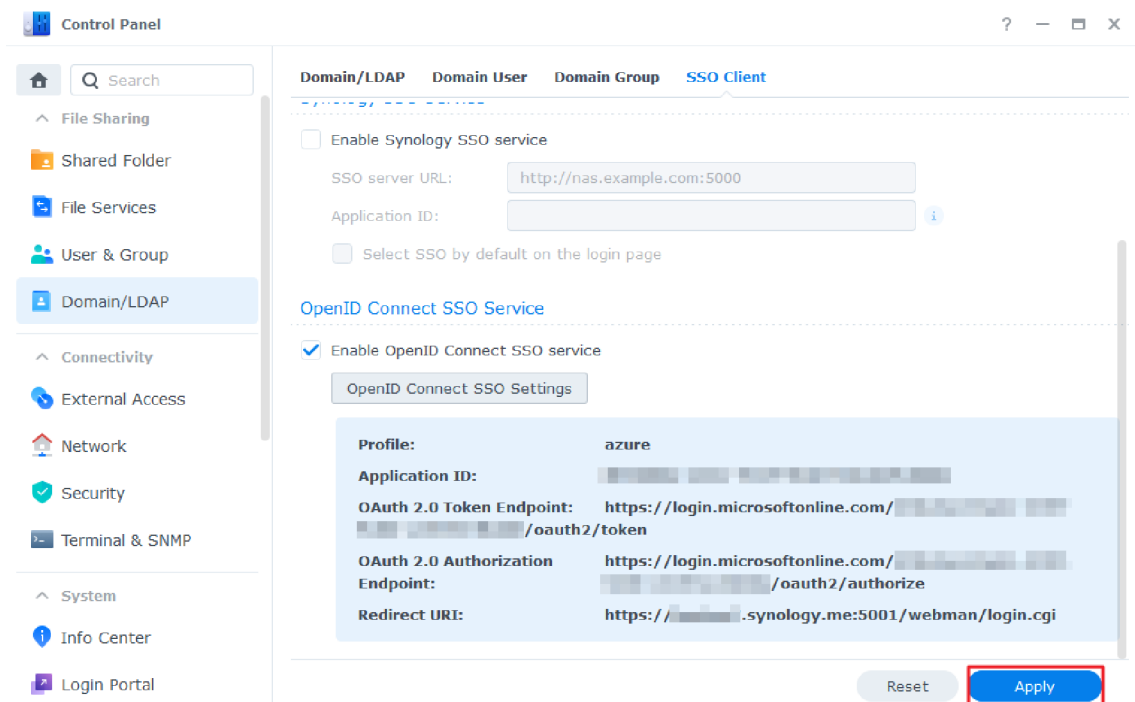 Control Panel
?
Search
File Sharing
Shared Folder
File Services
User & Group
Domain/LDAP
Connectivity
External Access
Network
Security
Terminal & SNMP
System
Info Center
Login Portal
Domain/LDAP Domain User Domain Group SSO Client
Synology SSO Service
Enable Synology SSO service
SSO server URL: http://nas.example.com:5000
Application ID:
Select SSO by default on the login page
OpenID Connect SSO Service
Enable OpenID Connect SSO service
OpenID Connect SSO Settings
Profile: azure
Application ID:
OAuth 2.0 Token Endpoint: https://login.microsoftonline.com/
/oauth2/token
OAuth 2.0 Authorization https://login.microsoftonline.com/
Endpoint: /oauth2/authorize
Redirect URI: https:// .synology.me:5001/webman/login.cgi
Reset Apply